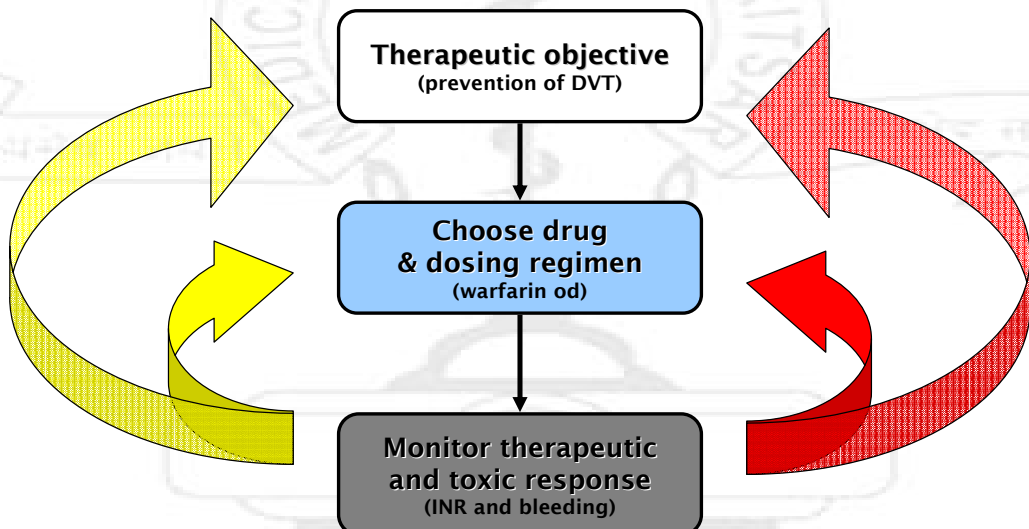 Therapeutic objective
(prevention of DVT)
Choose drug
& dosing regimen
(warfarin od)
Monitor therapeutic
and toxic response
(INR and bleeding)